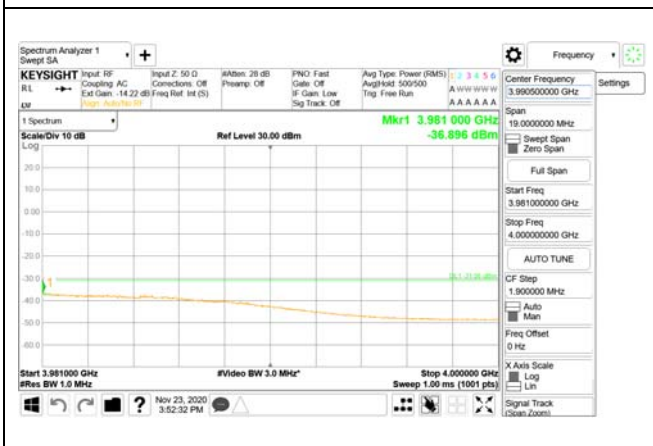 Spectrum Analyzer 1
Swept SA
+
Frequency
KEYSIGHT
RL
Input: RF
Coupling: AC
Ext Gain: -14.22 dB
Align: Auto/No RF
Input Z: 50 Ω
Corrections: Off
Freq Ref: Int (S)
#Atten: 28 dB
Preamp: Off
PNO: Fast
Gate: Off
IF Gain: Low
Sig Track: Off
Avg Type: Power (RMS)
Avg|Hold: 500/500
Trig: Free Run
1 2 3 4 5 6
A W W W W W
A A A A A A
1 Spectrum
Scale/Div 10 dB
Log
Ref Level 30.00 dBm
Mkr1 3.981 000 GHz
-36.896 dBm
20.0
10.0
0.00
-10.0
-20.0
-30.0
-40.0
-50.0
-60.0
1
Start 3.981000 GHz
#Res BW 1.0 MHz
#Video BW 3.0 MHz*
Stop 4.000000 GHz
Sweep 1.00 ms (1001 pts)
Nov 23, 2020
3:52:32 PM
?
Center Frequency
3.990500000 GHz
Settings
Span
19.0000000 MHz
Swept Span
Zero Span
Full Span
Start Freq
3.981000000 GHz
Stop Freq
4.000000000 GHz
AUTO TUNE
CF Step
1.900000 MHz
Auto
Man
Freq Offset
0 Hz
X Axis Scale
Log
Lin
Signal Track
(Span Zoom)